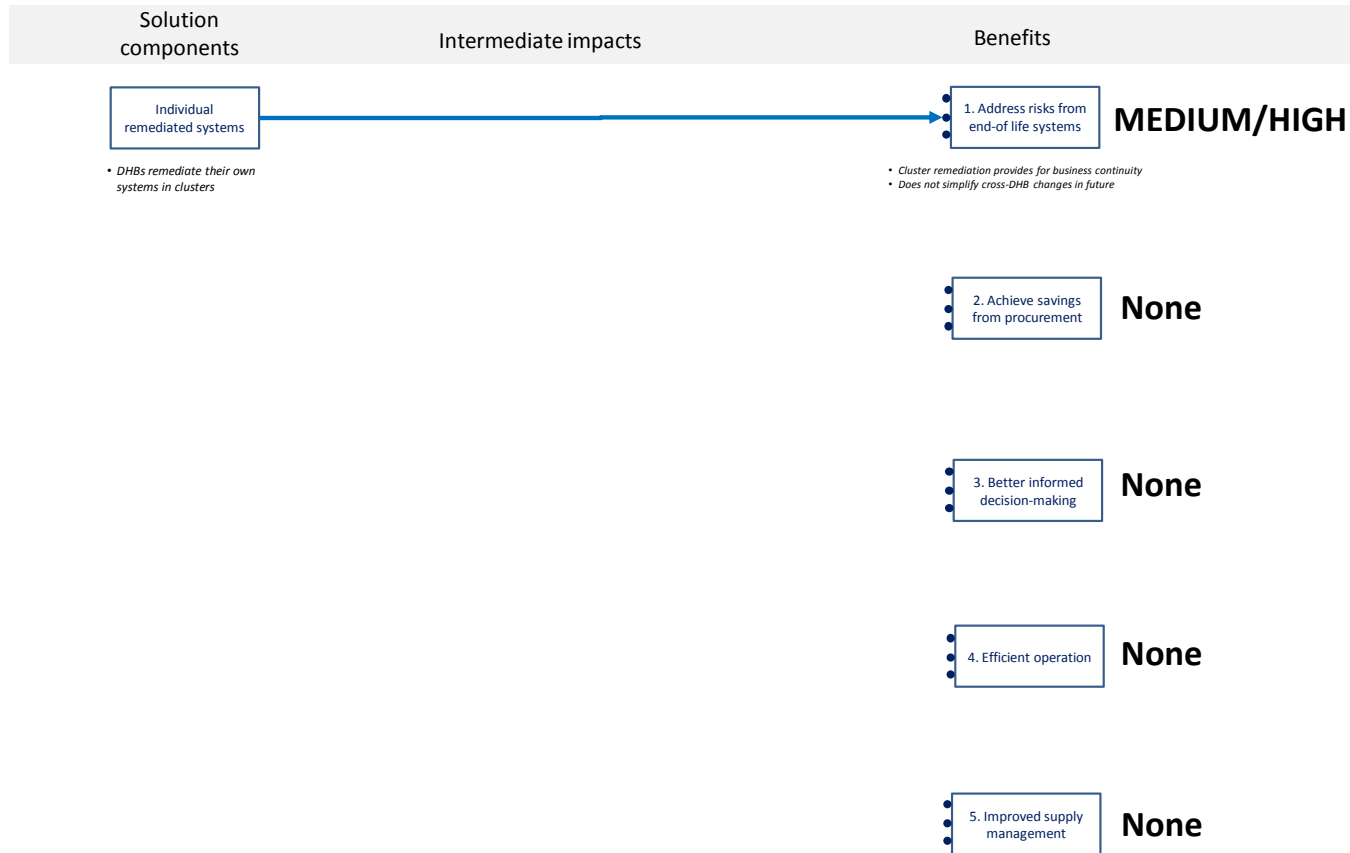 Solution
components
Intermediate impacts
Benefits
Individual
remediated systems
• DHBs remediate their own
systems in clusters
1. Address risks from
end-of life systems
MEDIUM/HIGH
• Cluster remediation provides for business continuity
• Does not simplify cross-DHB changes in future
2. Achieve savings
from procurement
None
3. Better informed
decision-making
None
4. Efficient operation
None
5. Improved supply
management
None